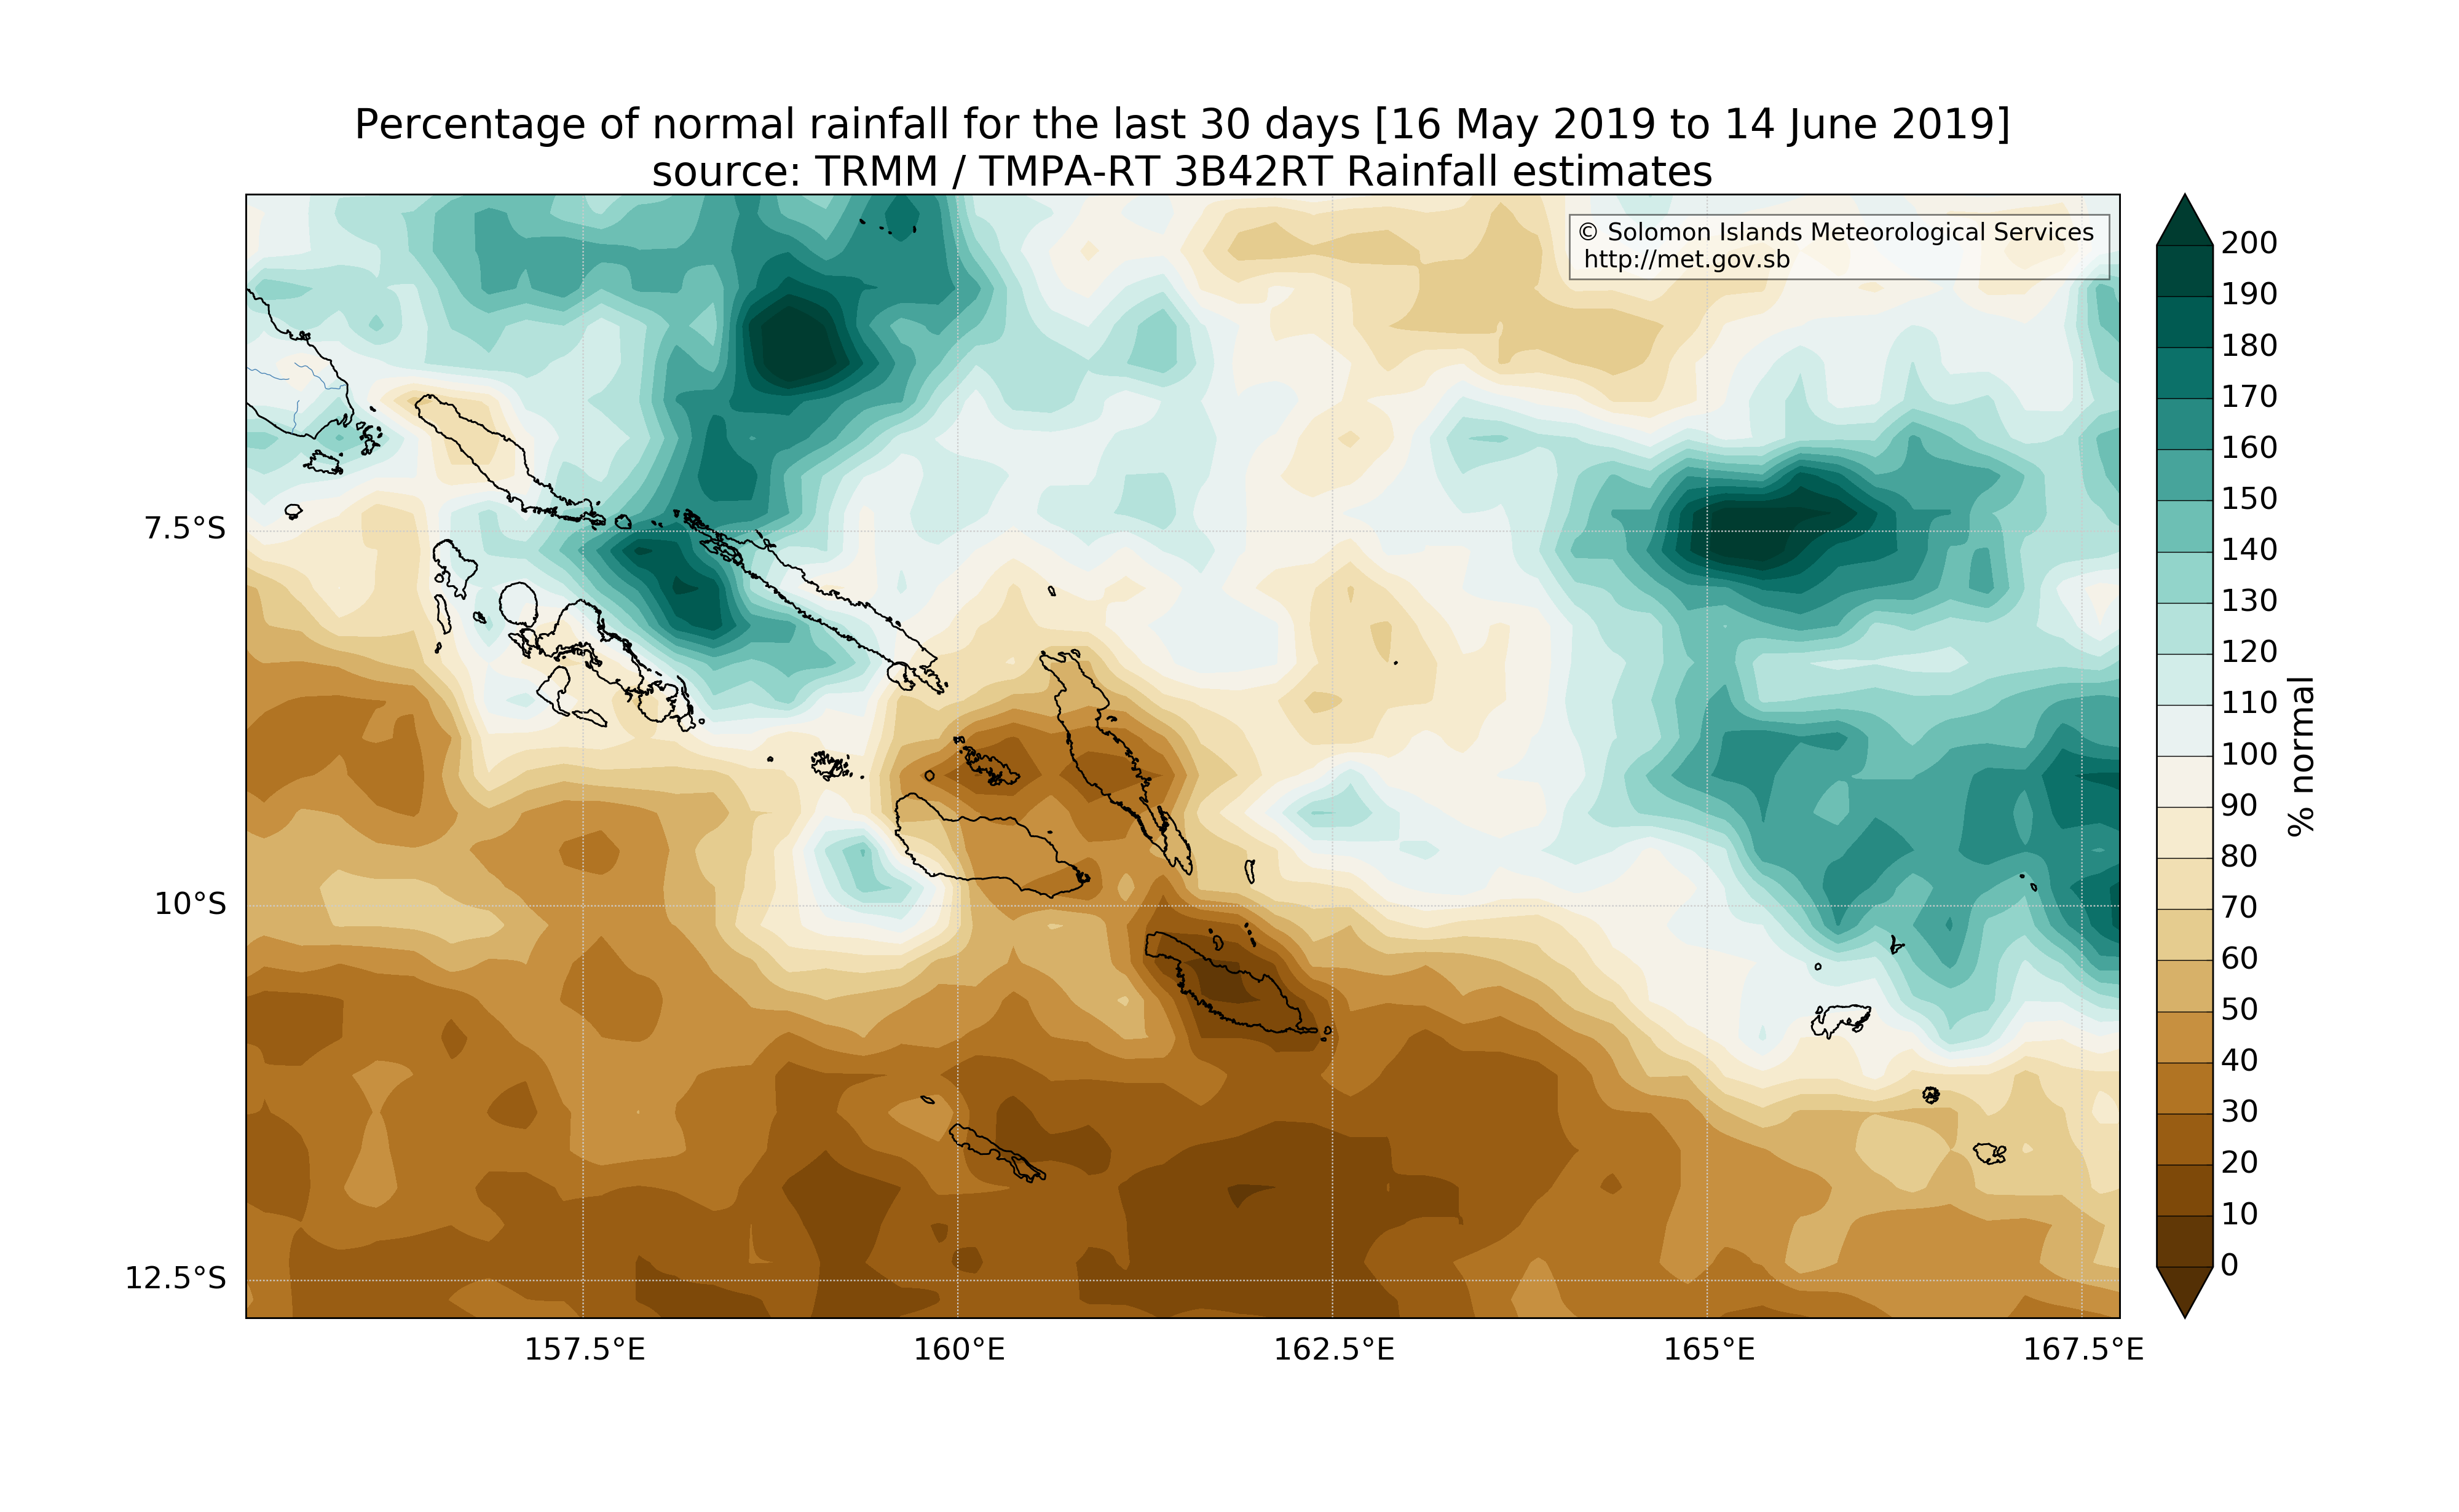 Percentage of normal rainfall for the last 30 days [16 May 2019 to 14 June 2019]
source: TRMM / TMPA-RT 3B42RT Rainfall estimates
© Solomon Islands Meteorological Services
http://met.gov.sb
7.5°S
10°S
12.5°S
157.5°E
160°E
162.5°E
165°E
167.5°E
200
190
180
170
160
150
140
130
120
110
100
90
80
70
60
50
40
30
20
10
0
% normal